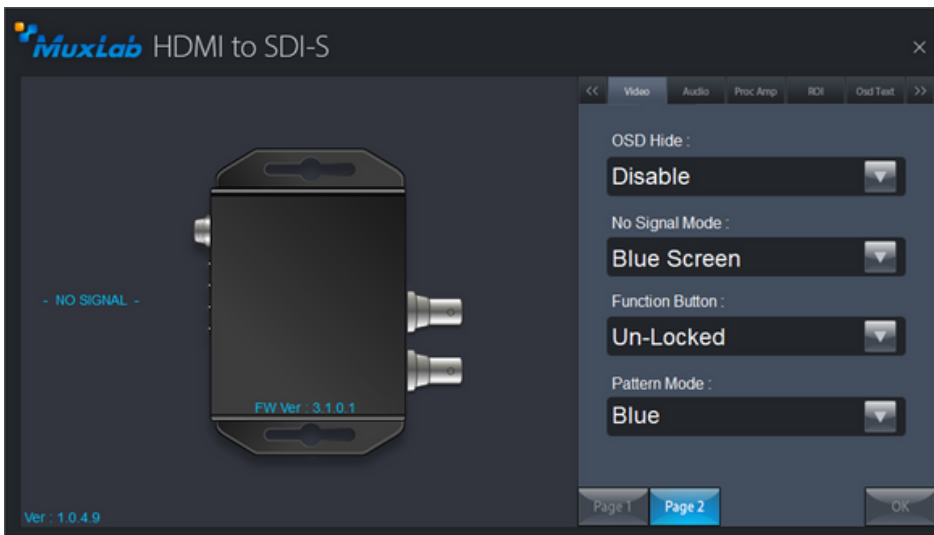 MuxLab HDMI to SDI-S ×
<< Video Audio Proc Amp ROI Osd Text >>
OSD Hide :
Disable
No Signal Mode :
Blue Screen
- NO SIGNAL -
Function Button :
Un-Locked
Pattern Mode :
FW Ver : 3.1.0.1
Blue
Page 1 Page 2 OK
Ver : 1.0.4.9